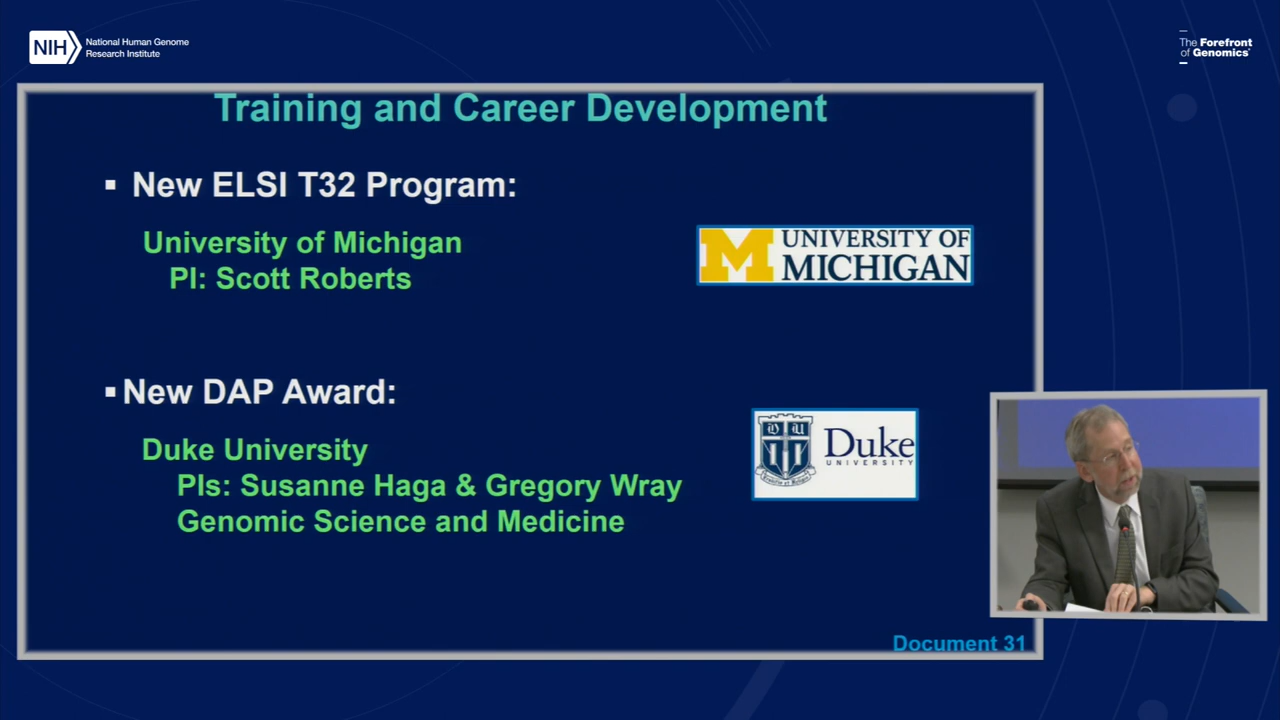 NIH
National Human Genome
Research Institute
The Forefront
of Genomics
Training and Career Development
▪ New ELSI T32 Program:
University of Michigan
PI: Scott Roberts
M UNIVERSITY OF
MICHIGAN
▪ New DAP Award:
Duke University
PIs: Susanne Haga & Gregory Wray
Genomic Science and Medicine
Duke
UNIVERSITY
Document 31